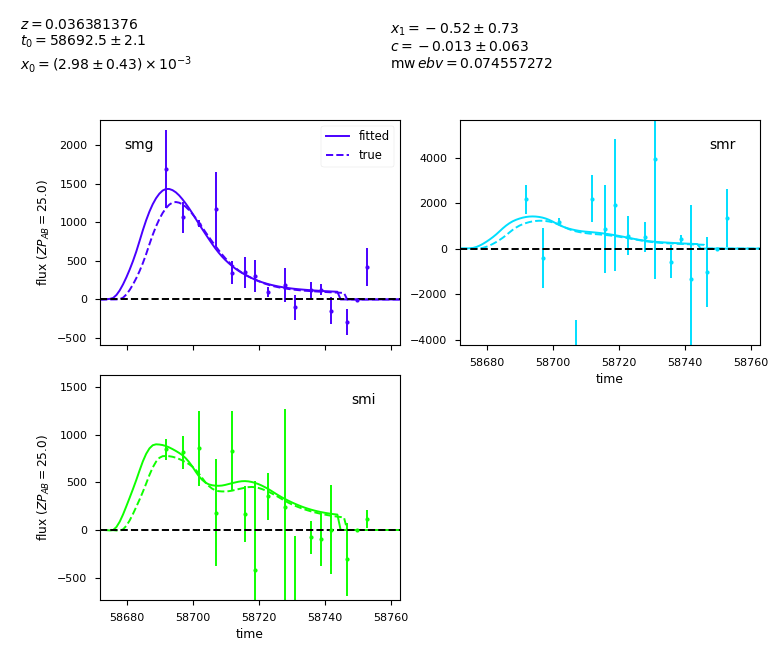 z = 0.036381376
t0 = 58692.5 ± 2.1
x0 = (2.98 ± 0.43) × 10^−3
x1 = −0.52 ± 0.73
c = −0.013 ± 0.063
mw ebv = 0.074557272
smg
fitted
true
2000
1500
1000
500
0
−500
flux (ZP_AB = 25.0)
smr
4000
2000
0
−2000
−4000
58680 58700 58720 58740 58760
time
smi
1500
1000
500
0
−500
flux (ZP_AB = 25.0)
58680 58700 58720 58740 58760
time